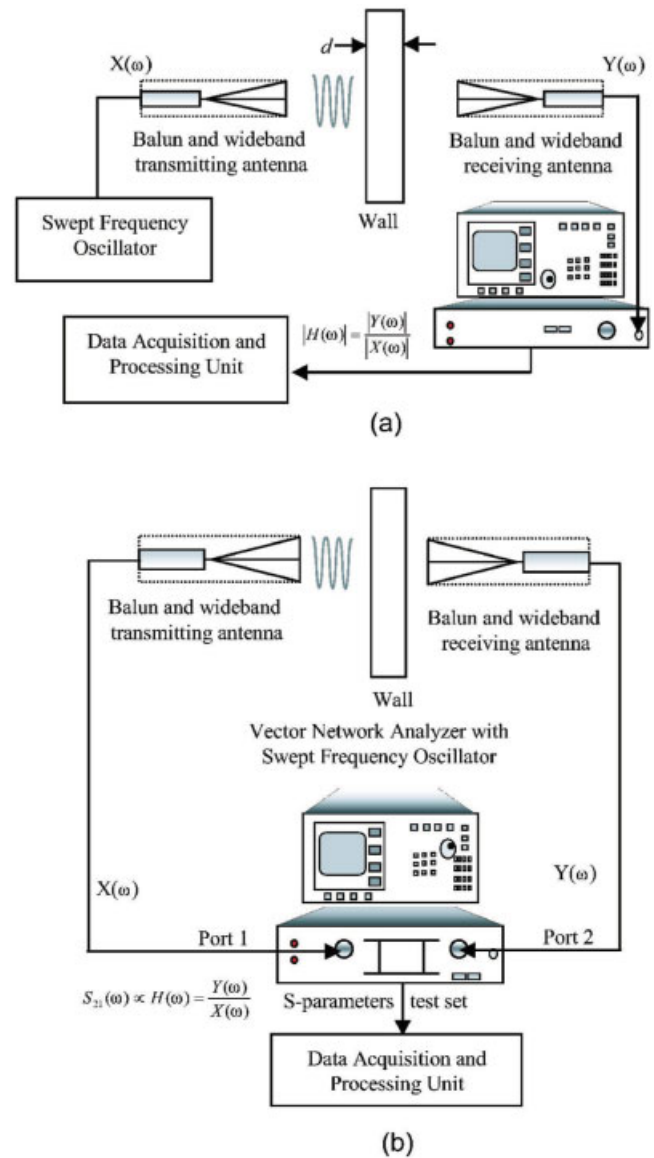 d
X(ω)
Y(ω)
Balun and wideband
transmitting antenna
Balun and wideband
receiving antenna
Wall
Swept Frequency
Oscillator
Data Acquisition and
Processing Unit
|H(ω)| = |Y(ω)| / |X(ω)|
(a)
Balun and wideband
transmitting antenna
Balun and wideband
receiving antenna
Wall
Vector Network Analyzer with
Swept Frequency Oscillator
X(ω)
Y(ω)
Port 1
Port 2
S₂₁(ω) ∝ H(ω) = Y(ω) / X(ω)
S-parameters test set
Data Acquisition and
Processing Unit
(b)